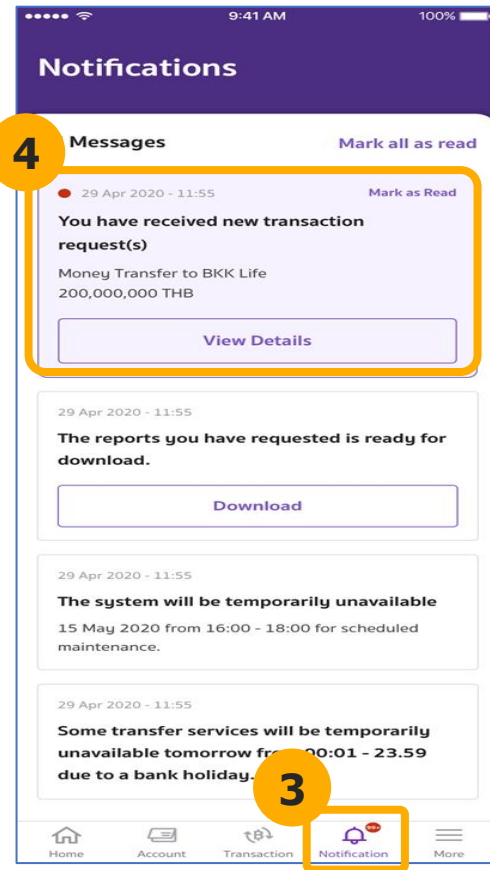 9:41 AM 100%
Notifications
4
Messages Mark all as read
29 Apr 2020 - 11:55 Mark as Read
You have received new transaction
request(s)
Money Transfer to BKK Life
200,000,000 THB
View Details
29 Apr 2020 - 11:55
The reports you have requested is ready for
download.
Download
29 Apr 2020 - 11:55
The system will be temporarily unavailable
15 May 2020 from 16:00 - 18:00 for scheduled
maintenance.
29 Apr 2020 - 11:55
Some transfer services will be temporarily
unavailable tomorrow 00:01 - 23.59
due to a bank holiday.
3
99+
Home Account Transaction Notification More